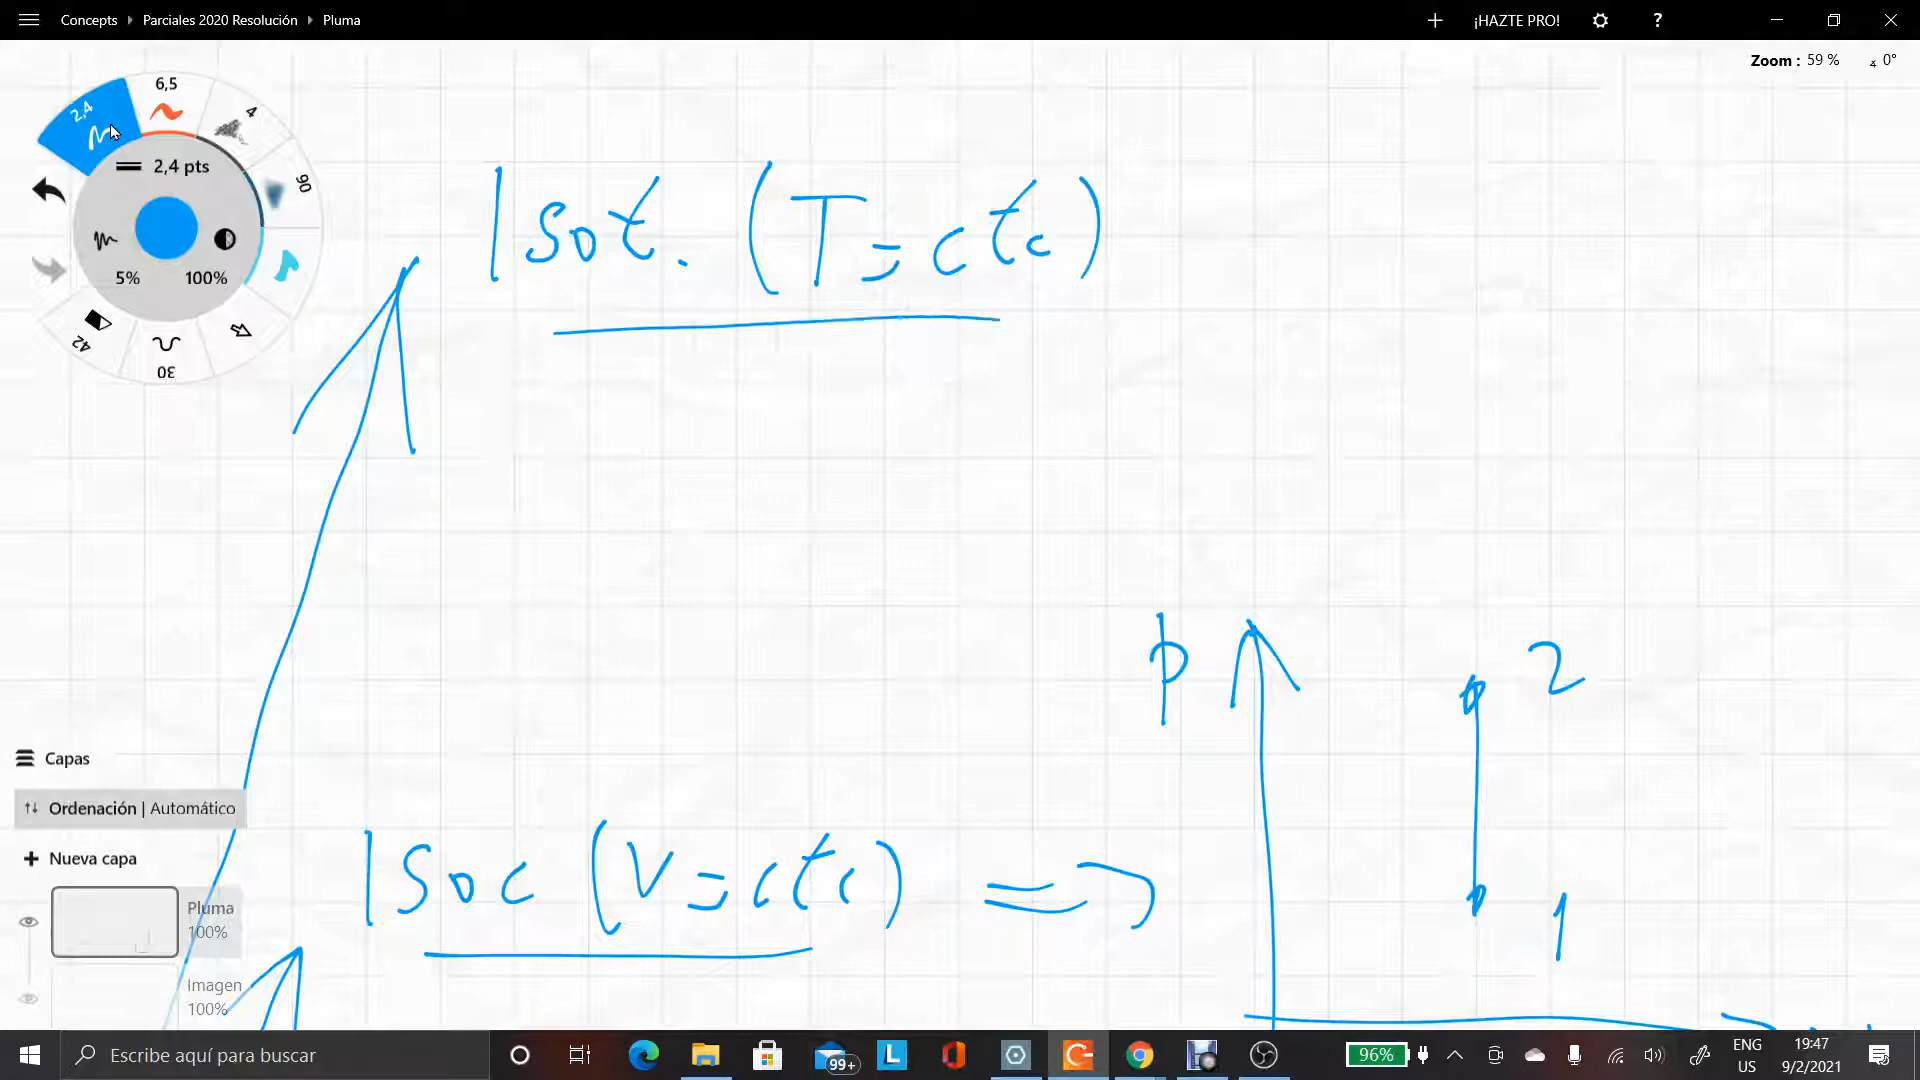 Concepts Parciales 2020 Resolución Pluma
¡HAZTE PRO! ?
Zoom : 59 % 0°
2,4
6,5
4
90
2,4 pts
5% 100%
42
30
Isot. (T=cte)
p
2
1
Capas
Ordenación | Automático
Nueva capa
Isoc (V=cte) =>
Pluma
100%
Imagen
100%
Escribe aquí para buscar
99+
L
96%
ENG
US
19:47
9/2/2021